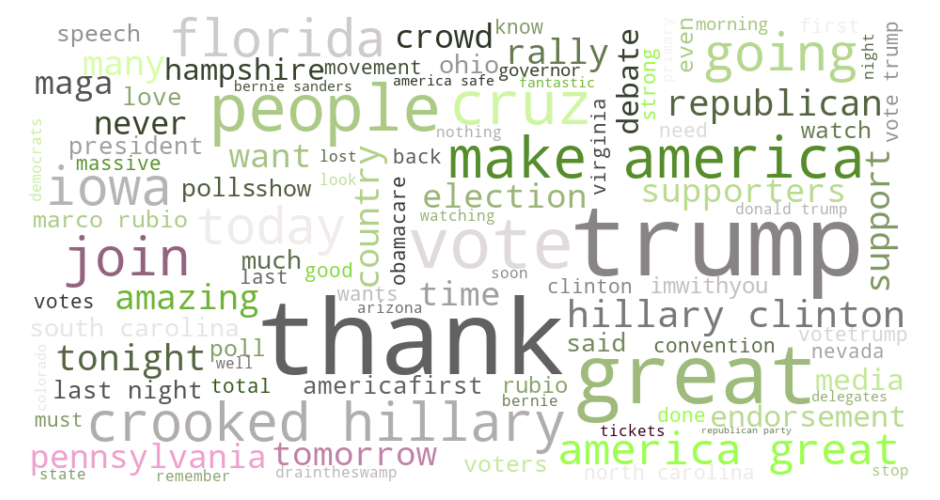 speech
florida
crowd
know
rally
debate
even
morning
first
primary
night
vote trump
many
hampshire
movement
ohio
governor
strong
going
maga
bernie sanders
america safe
fantastic
love
people
cruz
republican
never
nothing
virginia
need
watch
president
democrats
massive
want
lost
back
make america
iowa
pollsshow
look
country
obamacare
election
supporters
support
marco rubio
today
watching
vote
trump
donald trump
join
much
good
soon
last
votes
amazing
wants
time
clinton
imwithyou
arizona
thank
hillary clinton
south carolina
votetrump
tonight
poll
well
said
convention
nevada
colorado
last night
total
americafirst
rubio
great
media
bernie
delegates
must
crooked hillary
done
endorsement
tickets
republican party
pennsylvania
tomorrow
voters
america great
state
remember
draintheswamp
north carolina
stop